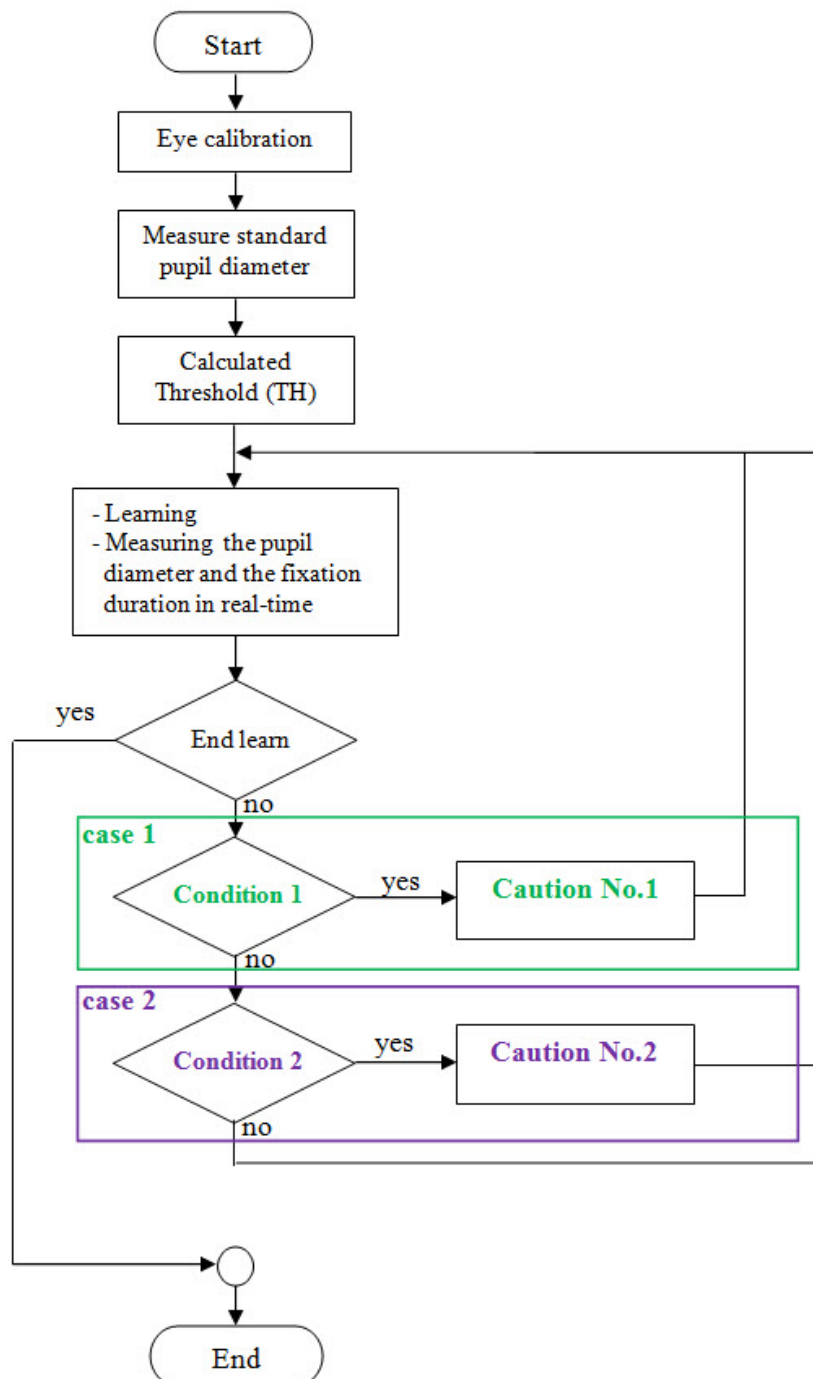 Start
Eye calibration
Measure standard
pupil diameter
Calculated
Threshold (TH)
- Learning
- Measuring the pupil
diameter and the fixation
duration in real-time
yes
End learn
no
case 1
Condition 1
yes
Caution No.1
no
case 2
Condition 2
yes
Caution No.2
no
End